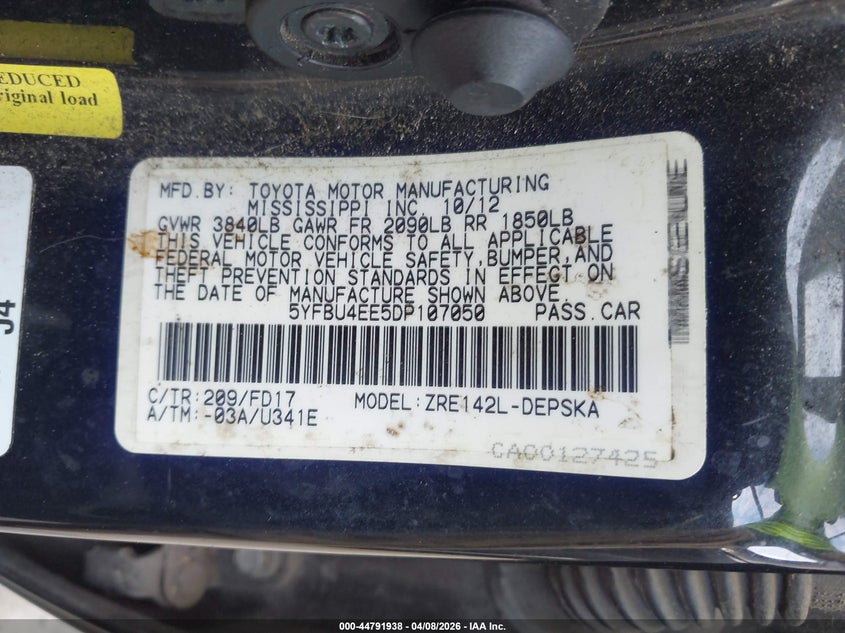 EDUCED
riginal load
J4
MFD.BY: TOYOTA MOTOR MANUFACTURING
MISSISSIPPI INC. 10/12
GVWR 3840LB GAWR FR 2090LB RR 1850LB
THIS VEHICLE CONFORMS TO ALL APPLICABLE
FEDERAL MOTOR VEHICLE SAFETY,BUMPER,AND
THEFT PREVENTION STANDARDS IN EFFECT ON
THE DATE OF MANUFACTURE SHOWN ABOVE.
5YFBU4EE5DP107050 PASS.CAR
C/TR:209/FD17 MODEL:ZRE142L-DEPSKA
A/TM:-03A/U341E
CA00127425
000-44791938 - 04/08/2026 - IAA Inc.